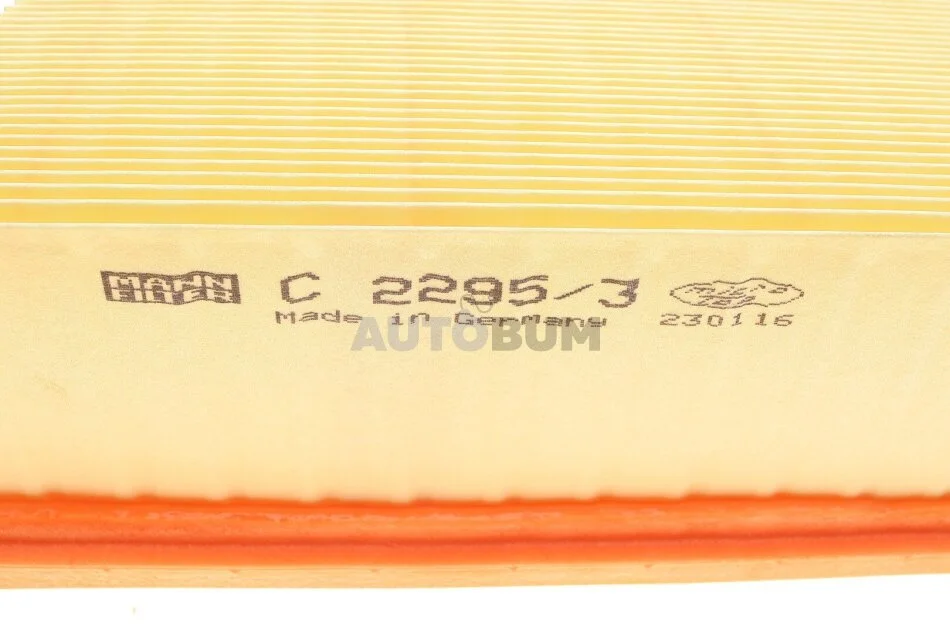 MANN
FILTER
C 2295/3
Made in Germany
230116
AUTOBUM